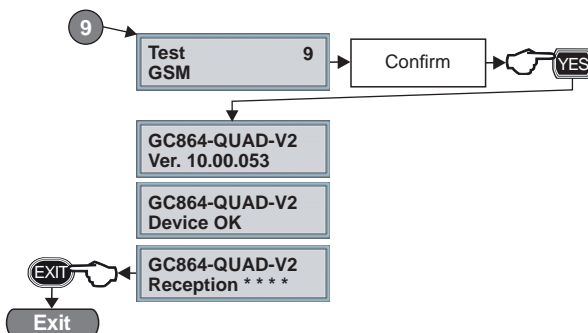 9
Test 9
GSM
Confirm
YES
GC864-QUAD-V2
Ver. 10.00.053
GC864-QUAD-V2
Device OK
GC864-QUAD-V2
Reception * * * *
EXIT
Exit